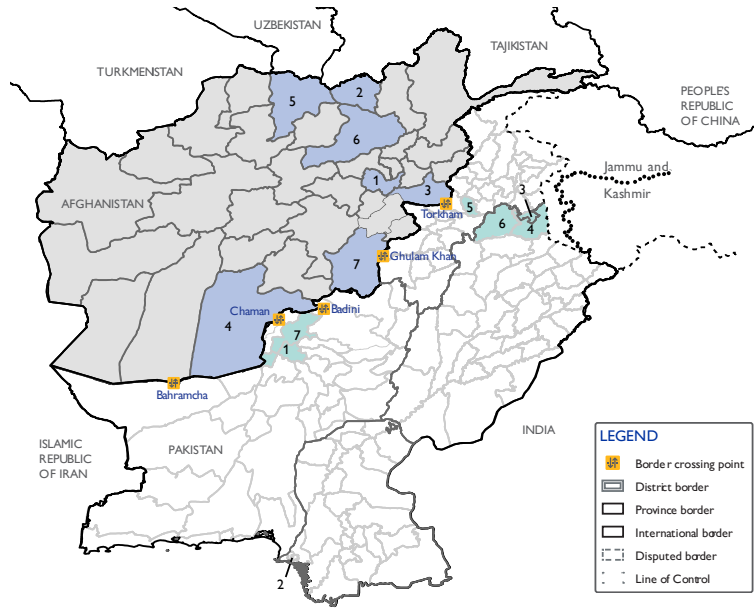 UZBEKISTAN
TAJIKISTAN
TURKMENSTAN
PEOPLE'S
REPUBLIC
OF CHINA
2
5
6
Jammu and
Kashmir
1
3
3
AFGHANISTAN
5
Torkham
6
4
Ghulam Khan
7
Chaman
Badini
4
7
1
Bahramcha
INDIA
ISLAMIC
REPUBLIC
OF IRAN
PAKISTAN
2
LEGEND
Border crossing point
District border
Province border
International border
Disputed border
Line of Control